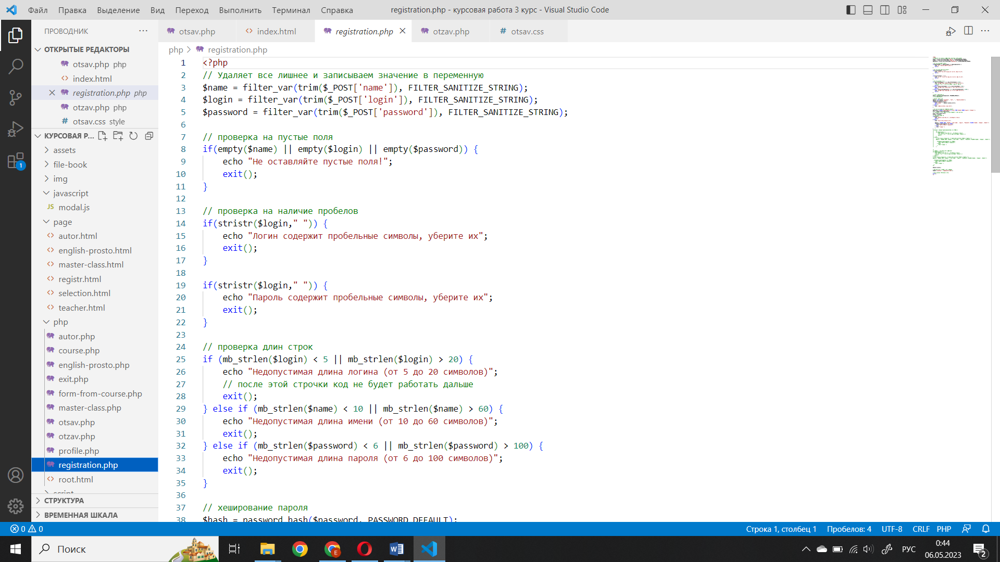 Файл Правка Выделение Вид Переход Выполнить Терминал Справка registration.php - курсовая работа 3 курс - Visual Studio Code
ПРОВОДНИК
otsav.php index.html registration.php otzav.php otsav.css
ОТКРЫТЫЕ РЕДАКТОРЫ
otsav.php php
index.html
registration.php php
otzav.php php
otsav.css style
КУРСОВАЯ Р...
assets
file-book
img
javascript
JS modal.js
page
autor.html
english-prosto.html
master-class.html
registr.html
selection.html
teacher.html
php
autor.php
course.php
english-prosto.php
exit.php
form-from-course.php
master-class.php
otsav.php
otzav.php
profile.php
registration.php
root.html
script
СТРУКТУРА
ВРЕМЕННАЯ ШКАЛА
php > registration.php
1 <?php
2 // Удаляет все лишнее и записываем значение в переменную
3 $name = filter_var(trim($_POST['name']), FILTER_SANITIZE_STRING);
4 $login = filter_var(trim($_POST['login']), FILTER_SANITIZE_STRING);
5 $password = filter_var(trim($_POST['password']), FILTER_SANITIZE_STRING);
6
7 // проверка на пустые поля
8 if(empty($name) || empty($login) || empty($password)) {
9 echo "Не оставляйте пустые поля!";
10 exit();
11 }
12
13 // проверка на наличие пробелов
14 if(stristr($login," ")) {
15 echo "Логин содержит пробельные символы, уберите их";
16 exit();
17 }
18
19 if(stristr($login," ")) {
20 echo "Пароль содержит пробельные символы, уберите их";
21 exit();
22 }
23
24 // проверка длин строк
25 if (mb_strlen($login) < 5 || mb_strlen($login) > 20) {
26 echo "Недопустимая длина логина (от 5 до 20 символов)";
27 // после этой строчки код не будет работать дальше
28 exit();
29 } else if (mb_strlen($name) < 10 || mb_strlen($name) > 60) {
30 echo "Недопустимая длина имени (от 10 до 60 символов)";
31 exit();
32 } else if (mb_strlen($password) < 6 || mb_strlen($password) > 100) {
33 echo "Недопустимая длина пароля (от 6 до 100 символов)";
34 exit();
35 }
36
37 // хеширование пароля
38 $hash = password_hash($password, PASSWORD_DEFAULT);
0 0 Строка 1, столбец 1 Пробелов: 4 UTF-8 CRLF PHP
Поиск РУС 0:44
06.05.2023 2